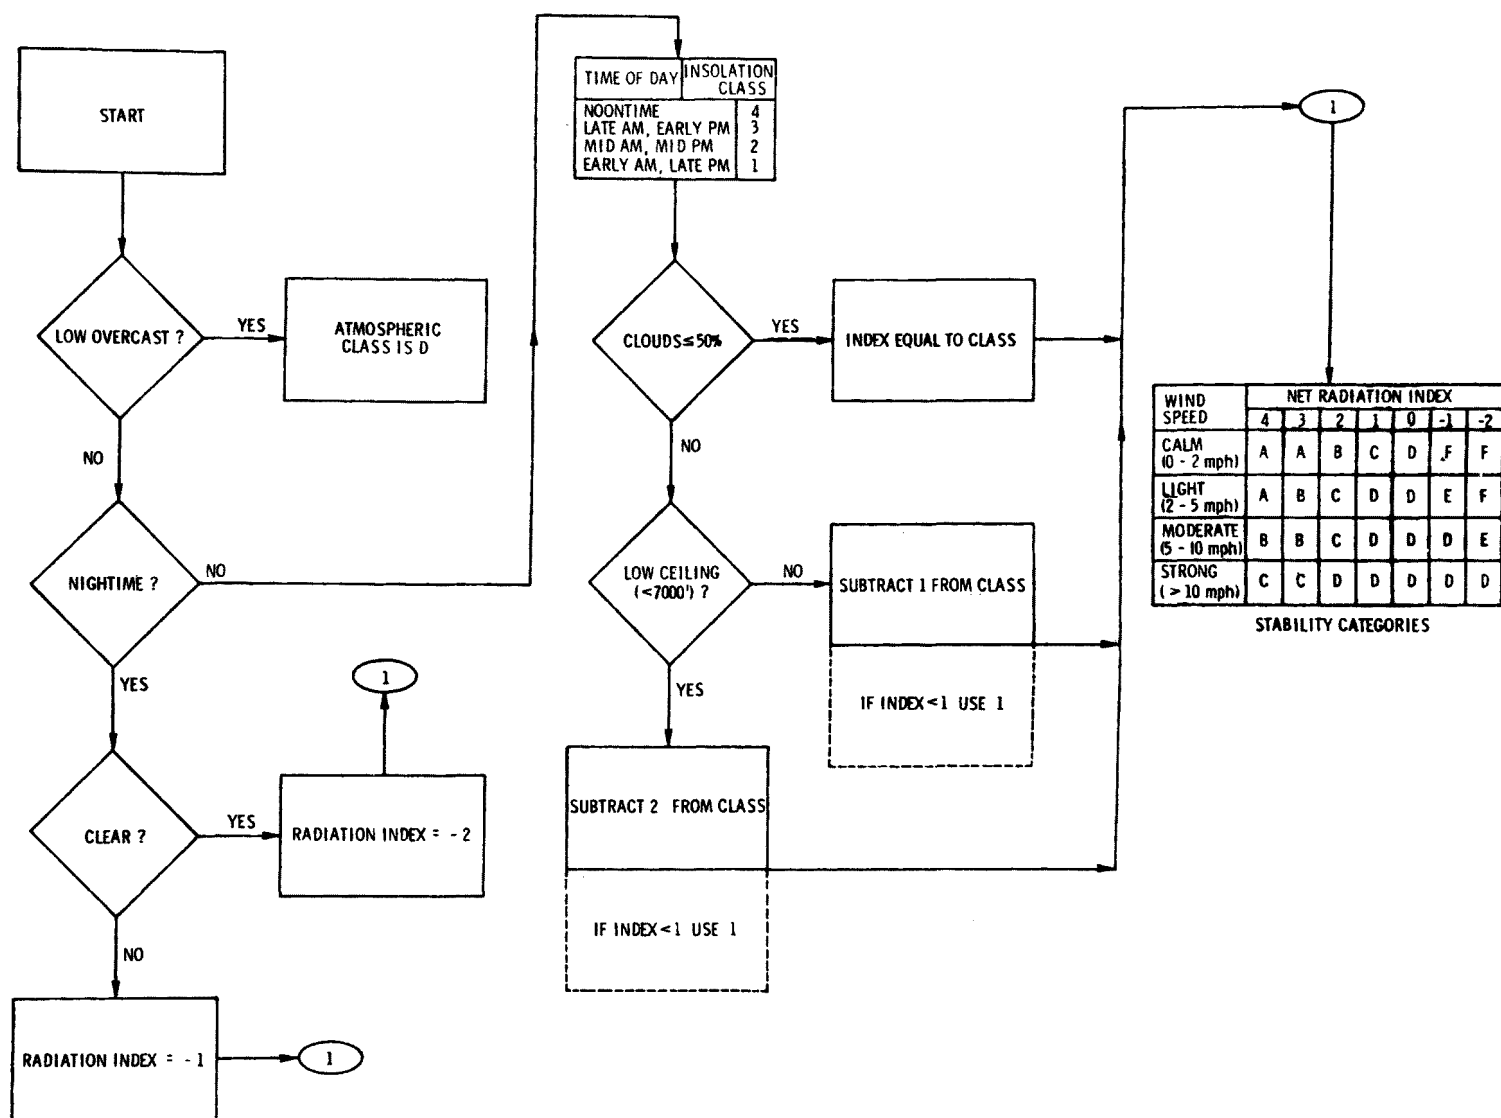 START
LOW OVERCAST ?
YES
ATMOSPHERIC
CLASS IS D
NO
NIGHTIME ?
NO
YES
CLEAR ?
YES
RADIATION INDEX = - 2
1
NO
RADIATION INDEX = - 1
1
TIME OF DAY INSOLATION
CLASS
NOONTIME 4
LATE AM, EARLY PM 3
MID AM, MID PM 2
EARLY AM, LATE PM 1
CLOUDS≤50%
YES
INDEX EQUAL TO CLASS
NO
LOW CEILING
(<7000') ?
NO
SUBTRACT 1 FROM CLASS
IF INDEX<1 USE 1
YES
SUBTRACT 2 FROM CLASS
IF INDEX<1 USE 1
1
WIND
SPEED
NET RADIATION INDEX
4 3 2 1 0 -1 -2
CALM
(0 - 2 mph) A A B C D F F
LIGHT
(2 - 5 mph) A B C D D E F
MODERATE
(5 - 10 mph) B B C D D D E
STRONG
( > 10 mph) C C D D D D D
STABILITY CATEGORIES